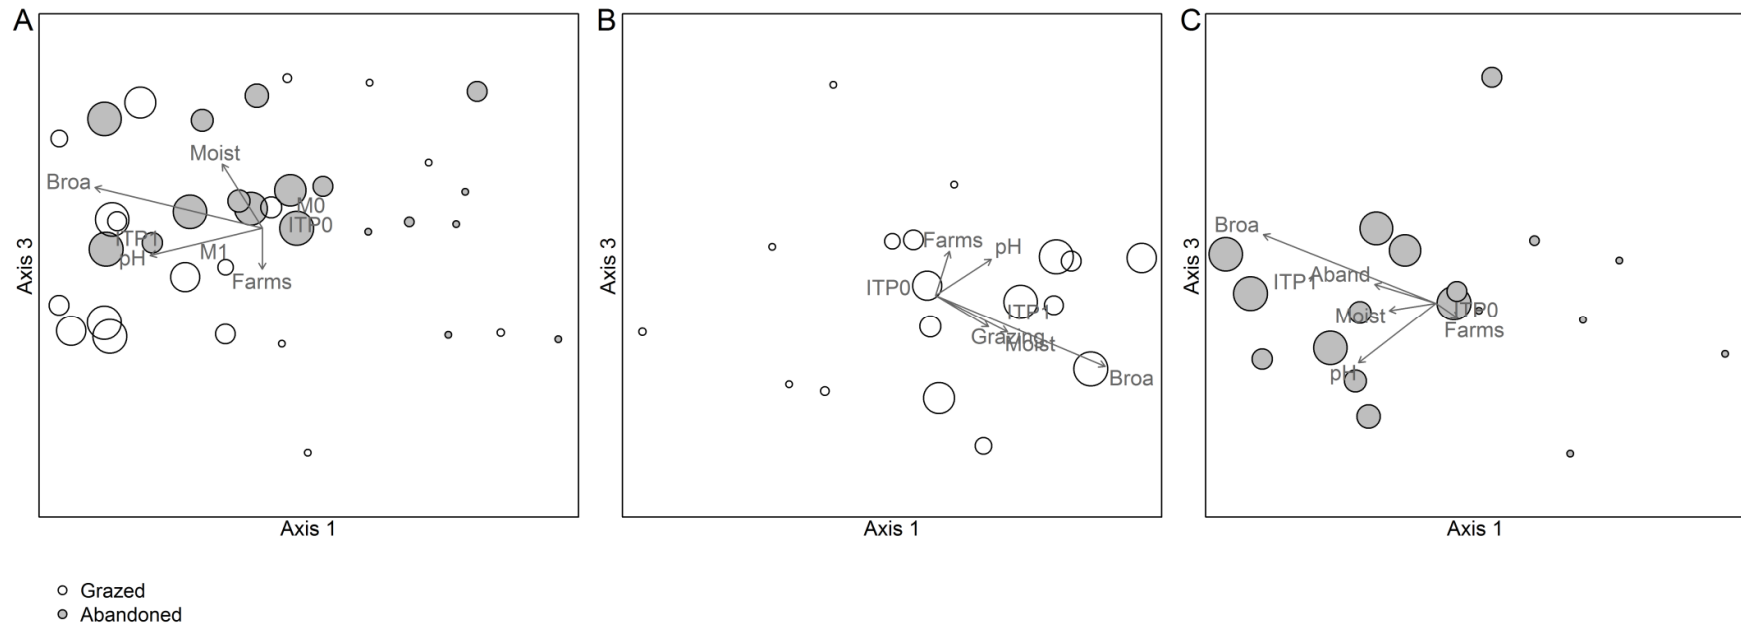 A
Axis 3
Moist
Broa
M0
ITP0
ITP1
M1
pH
Farms
Axis 1
B
Axis 3
Farms
pH
ITP0
ITP1
Grazing
Moist
Broa
Axis 1
C
Axis 3
Broa
Aband
ITP1
ITP0
Moist
Farms
pH
Axis 1
Grazed
Abandoned